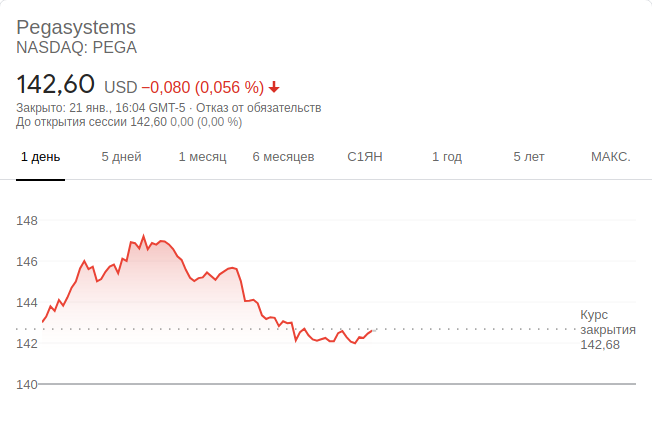 Pegasystems
NASDAQ: PEGA
142,60 USD −0,080 (0,056 %)
Закрыто: 21 янв., 16:04 GMT-5 · Отказ от обязательств
До открытия сессии 142,60 0,00 (0,00 %)
1 день 5 дней 1 месяц 6 месяцев С1ЯН 1 год 5 лет МАКС.
148
146
144
Курс
закрытия
142,68
142
140